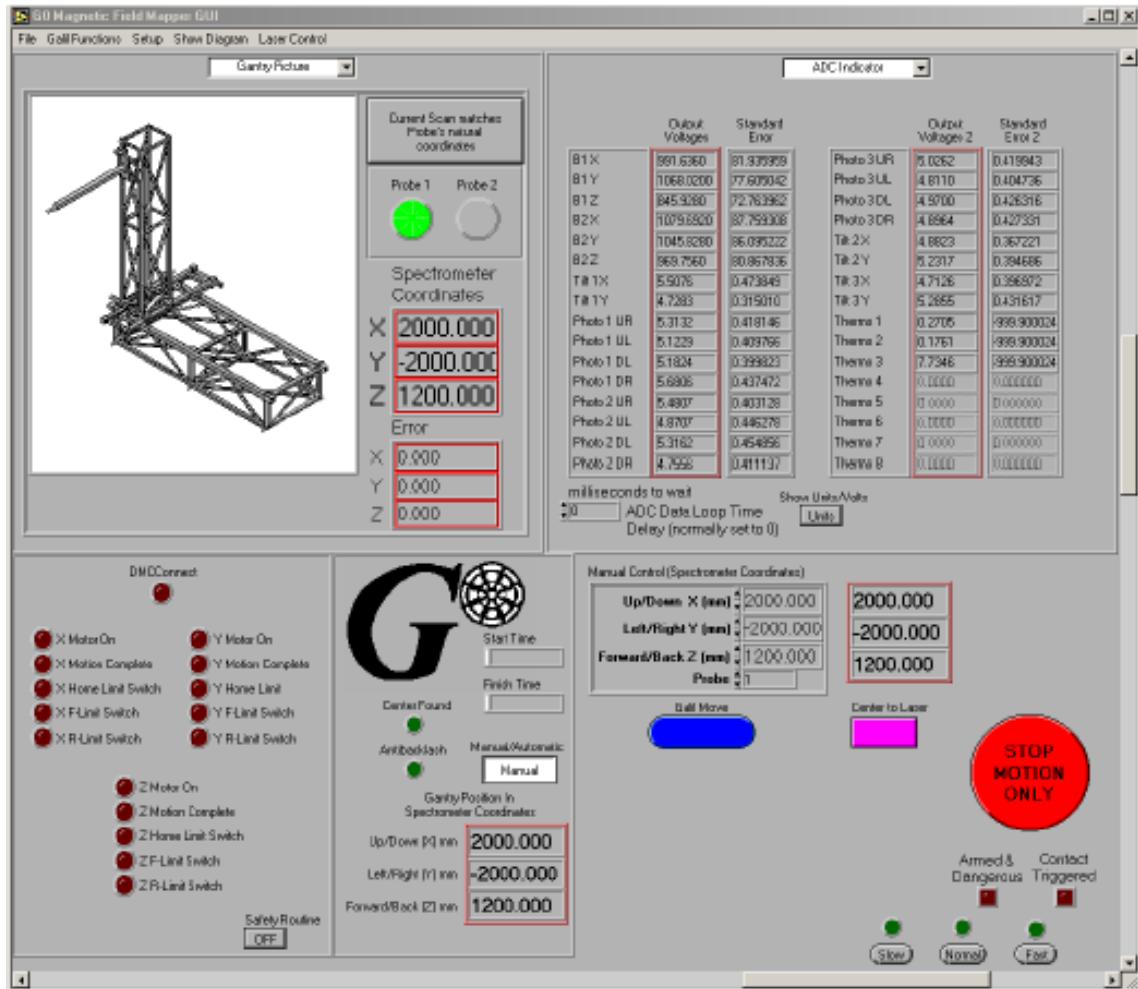 G0 Magnetic Field Mapper GUI
File Galil Functions Setup Show Diagram Laser Control
Gantry Picture
Current Scan matches
Probe's natural
coordinates
Probe 1 Probe 2
Spectrometer
Coordinates
X 2000.000
Y -2000.000
Z 1200.000
Error
X 0.000
Y 0.000
Z 0.000
ADC Indicator
Output Voltages Standard Error Output Voltages 2 Standard Error 2
B1X 991.6360 81.935959 Photo 3 UR 5.0262 0.419943
B1Y 1068.0200 77.605042 Photo 3 UL 4.8110 0.404736
B1Z 845.9280 72.763962 Photo 3 DL 4.9700 0.426316
B2X 1079.6920 87.759308 Photo 3 DR 4.8964 0.427331
B2Y 1045.8280 86.095222 Tilt 2X 4.8823 0.367221
B2Z 969.7560 80.867836 Tilt 2Y 5.2317 0.394686
Tilt 1X 5.5076 0.473849 Tilt 3X 4.7126 0.396972
Tilt 1Y 4.7283 0.315010 Tilt 3Y 5.2855 0.431617
Photo 1 UR 5.3132 0.418146 Therma 1 0.2705 -999.900024
Photo 1 UL 5.1229 0.409766 Therma 2 0.1761 -999.900024
Photo 1 DL 5.1824 0.399823 Therma 3 7.7346 -999.900024
Photo 1 DR 5.6806 0.437472 Therma 4 0.0000 0.000000
Photo 2 UR 5.4807 0.403128 Therma 5 0.0000 0.000000
Photo 2 UL 4.8707 0.446278 Therma 6 0.0000 0.000000
Photo 2 DL 5.3162 0.454856 Therma 7 0.0000 0.000000
Photo 2 DR 4.7556 0.411137 Therma 8 0.0000 0.000000
milliseconds to wait
0 ADC Data Loop Time
Delay (normally set to 0)
Show Units/Volts
Units
DMCConnect
X Motor On Y Motor On
X Motion Complete Y Motion Complete
X Home Limit Switch Y Home Limit
X F-Limit Switch Y F-Limit Switch
X R-Limit Switch Y R-Limit Switch
Z Motor On
Z Motion Complete
Z Home Limit Switch
Z F-Limit Switch
Z R-Limit Switch
Safety Routine
OFF
G
Start Time
Finish Time
Center Found
Antibacklash
Manual/Automatic
Manual
Gantry Position In
Spectrometer Coordinates
Up/Down [X] mm 2000.000
Left/Right [Y] mm -2000.000
Forward/Back [Z] mm 1200.000
Manual Control (Spectrometer Coordinates)
Up/Down X (mm) 2000.000 2000.000
Left/Right Y (mm) -2000.000 -2000.000
Forward/Back Z (mm) 1200.000 1200.000
Probe 1
Galil Move Center to Laser
STOP
MOTION
ONLY
Armed &
Dangerous
Contact
Triggered
Slow Normal Fast